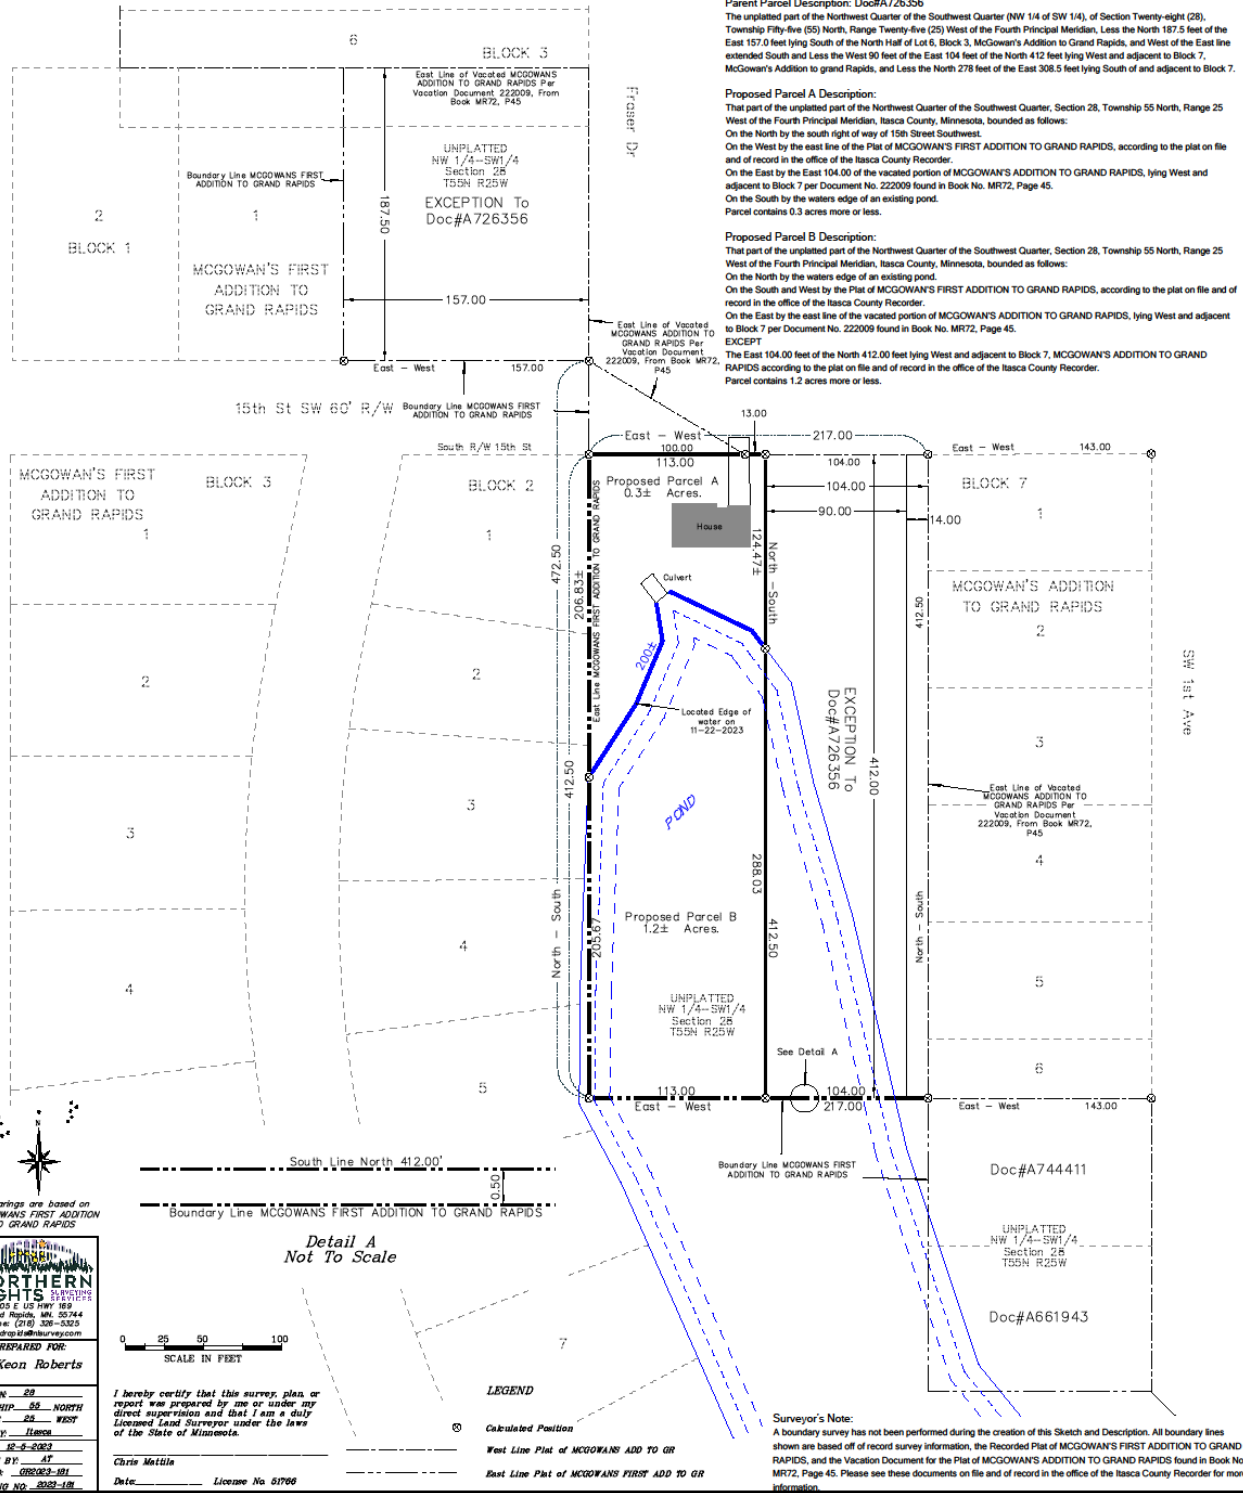 Parent Parcel Description: Doc#A726356
The unplatted part of the Northwest Quarter of the Southwest Quarter (NW 1/4 of SW 1/4), of Section Twenty-eight (28),
Township Fifty-five (55) North, Range Twenty-five (25) West of the Fourth Principal Meridian, Less the North 187.5 feet of the
East 157.0 feet lying South of the North Half of Lot 6, Block 3, McGowan's Addition to Grand Rapids, and West of the East line
extended South and Less the West 90 feet of the East 104 feet of the North 412 feet lying West and adjacent to Block 7,
McGowan's Addition to grand Rapids, and Less the North 278 feet of the East 308.5 feet lying South of and adjacent to Block 7.
Proposed Parcel A Description:
That part of the unplatted part of the Northwest Quarter of the Southwest Quarter, Section 28, Township 55 North, Range 25
West of the Fourth Principal Meridian, Itasca County, Minnesota, bounded as follows:
On the North by the south right of way of 15th Street Southwest.
On the West by the east line of the Plat of MCGOWAN'S FIRST ADDITION TO GRAND RAPIDS, according to the plat on file
and of record in the office of the Itasca County Recorder.
On the East by the East 104.00 of the vacated portion of MCGOWAN'S ADDITION TO GRAND RAPIDS, lying West and
adjacent to Block 7 per Document No. 222009 found in Book No. MR72, Page 45.
On the South by the waters edge of an existing pond.
Parcel contains 0.3 acres more or less.
Proposed Parcel B Description:
That part of the unplatted part of the Northwest Quarter of the Southwest Quarter, Section 28, Township 55 North, Range 25
West of the Fourth Principal Meridian, Itasca County, Minnesota, bounded as follows:
On the North by the waters edge of an existing pond.
On the South and West by the Plat of MCGOWAN'S FIRST ADDITION TO GRAND RAPIDS, according to the plat on file and of
record in the office of the Itasca County Recorder.
On the East by the east line of the vacated portion of MCGOWAN'S ADDITION TO GRAND RAPIDS, lying West and adjacent
to Block 7 per Document No. 222009 found in Book No. MR72, Page 45.
EXCEPT
The East 104.00 feet of the North 412.00 feet lying West and adjacent to Block 7, MCGOWAN'S ADDITION TO GRAND
RAPIDS according to the plat on file and of record in the office of the Itasca County Recorder.
Parcel contains 1.2 acres more or less.
6
BLOCK 3
East Line of Vacated MCGOWANS
ADDITION TO GRAND RAPIDS Per
Vacation Document 222009, From
Book MR72, P45
Fraser Dr
UNPLATTED
NW 1/4-SW1/4
Section 28
T55N R25W
EXCEPTION To
Doc#A726356
Boundary Line MCGOWANS FIRST
ADDITION TO GRAND RAPIDS
187.50
2
1
BLOCK 1
MCGOWAN'S FIRST
ADDITION TO
GRAND RAPIDS
157.00
East Line of Vacated
MCGOWANS ADDITION TO
GRAND RAPIDS Per
Vacation Document
222009, From Book MR72,
P45
East - West
157.00
15th St SW 60' R/W
Boundary Line MCGOWANS FIRST
ADDITION TO GRAND RAPIDS
13.00
South R/W 15th St
East - West
217.00
100.00
113.00
104.00
104.00
90.00
14.00
East - West
143.00
MCGOWAN'S FIRST
ADDITION TO
GRAND RAPIDS
BLOCK 3
1
2
3
4
BLOCK 2
1
2
3
4
5
7
Proposed Parcel A
0.3± Acres.
House
East Line MCGOWANS FIRST ADDITION TO GRAND RAPIDS
206.83±
472.50
412.50
205.67
North - South
124.47±
North - South
Culvert
200±
Located Edge of
water on
11-22-2023
POND
EXCEPTION To
Doc#A726356
412.00
412.50
288.03
412.50
North - South
Proposed Parcel B
1.2± Acres.
UNPLATTED
NW 1/4-SW1/4
Section 28
T55N R25W
See Detail A
BLOCK 7
1
MCGOWAN'S ADDITION
TO GRAND RAPIDS
2
3
East Line of Vacated
MCGOWANS ADDITION TO
GRAND RAPIDS Per
Vacation Document
222009, From Book MR72,
P45
4
5
6
SW 1st Ave
113.00
East - West
104.00
217.00
East - West
143.00
Boundary Line MCGOWANS FIRST
ADDITION TO GRAND RAPIDS
Doc#A744411
UNPLATTED
NW 1/4-SW1/4
Section 28
T55N R25W
Doc#A661943
South Line North 412.00'
0.50
Boundary Line MCGOWANS FIRST ADDITION TO GRAND RAPIDS
Detail A
Not To Scale
N
arings are based on
WANS FIRST ADDITION
O GRAND RAPIDS
ORTHERN
GHTS SURVEYING
SERVICES
05 E US HWY 169
d Rapids, MN. 55744
e: (218) 326-5325
drapids@nlsurvey.com
REPARED FOR:
Keon Roberts
N: 28
HIP 55 NORTH
25 WEST
Y: Itasca
12-5-2023
BY: AT
GR2023-181
NG NO: 2023-181
0 25 50 100
SCALE IN FEET
I hereby certify that this survey, plan, or
report was prepared by me or under my
direct supervision and that I am a duly
Licensed Land Surveyor under the laws
of the State of Minnesota.
Chris Mattila
Date: License No. 51766
LEGEND
Calculated Position
West Line Plat of MCGOWANS ADD TO GR
East Line Plat of MCGOWANS FIRST ADD TO GR
Surveyor's Note:
A boundary survey has not been performed during the creation of this Sketch and Description. All boundary lines
shown are based off of record survey information, the Recorded Plat of MCGOWAN'S FIRST ADDITION TO GRAND
RAPIDS, and the Vacation Document for the Plat of MCGOWAN'S ADDITION TO GRAND RAPIDS found in Book No
MR72, Page 45. Please see these documents on file and of record in the office of the Itasca County Recorder for more
information.